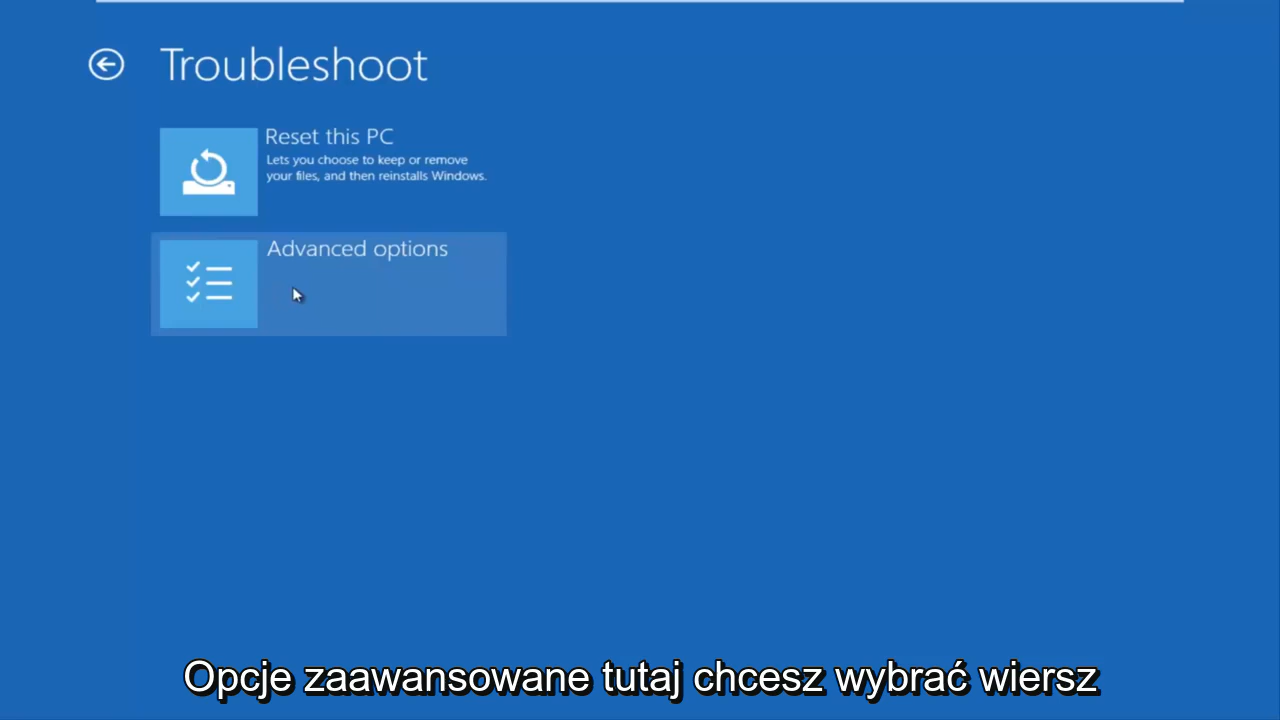 Troubleshoot
Reset this PC
Lets you choose to keep or remove
your files, and then reinstalls Windows.
Advanced options
Opcje zaawansowane tutaj chcesz wybrać wiersz